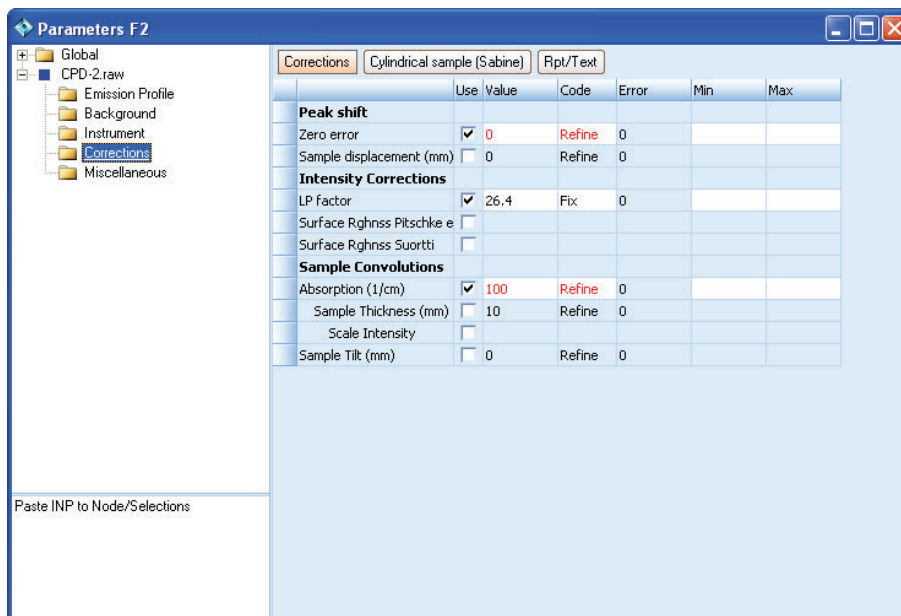 Parameters F2
Global
CPD-2.raw
Emission Profile
Background
Instrument
Corrections
Miscellaneous
Paste INP to Node/Selections
Corrections Cylindrical sample (Sabine) Rpt/Text
Use Value Code Error Min Max
Peak shift
Zero error 0 Refine 0
Sample displacement (mm) 0 Refine 0
Intensity Corrections
LP factor 26.4 Fix 0
Surface Rghnss Pitschke e
Surface Rghnss Suortti
Sample Convolutions
Absorption (1/cm) 100 Refine 0
Sample Thickness (mm) 10 Refine 0
Scale Intensity
Sample Tilt (mm) 0 Refine 0